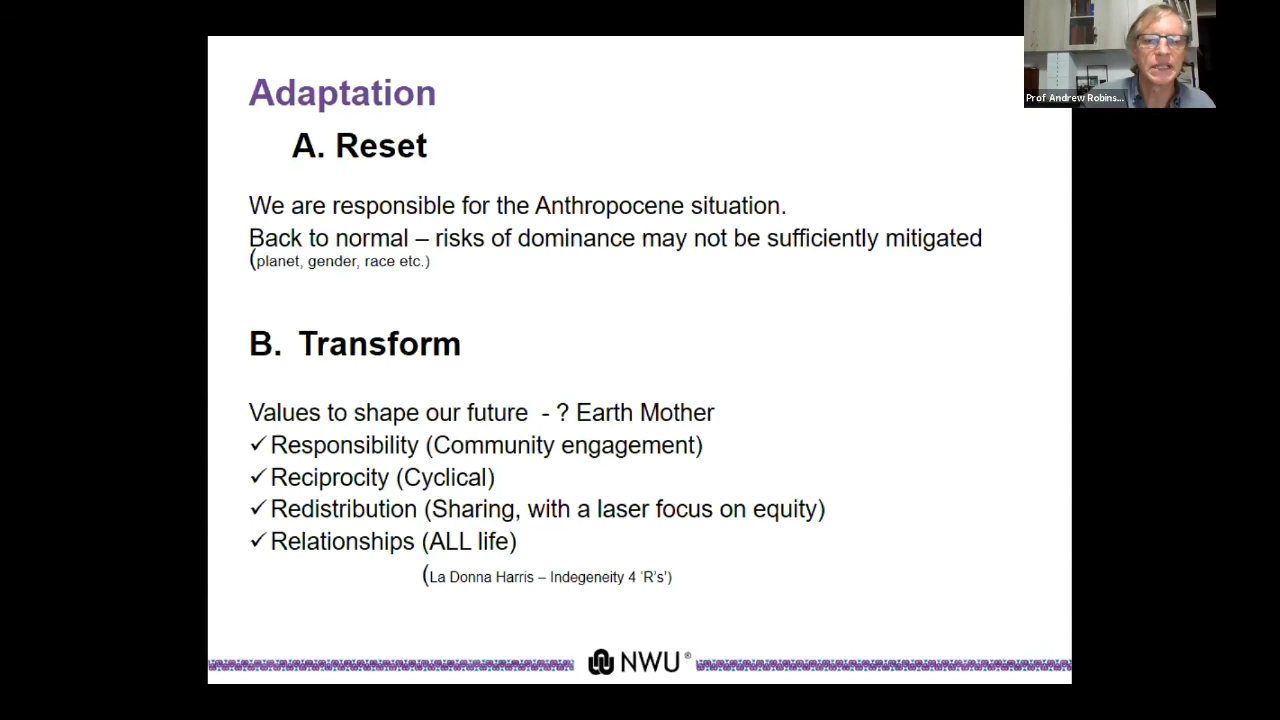 Adaptation
A. Reset
We are responsible for the Anthropocene situation.
Back to normal – risks of dominance may not be sufficiently mitigated
(planet, gender, race etc.)
B. Transform
Values to shape our future - ? Earth Mother
✓Responsibility (Community engagement)
✓Reciprocity (Cyclical)
✓Redistribution (Sharing, with a laser focus on equity)
✓Relationships (ALL life)
(La Donna Harris – Indegeneity 4 ‘R’s’)
NWU®
Prof Andrew Robins...